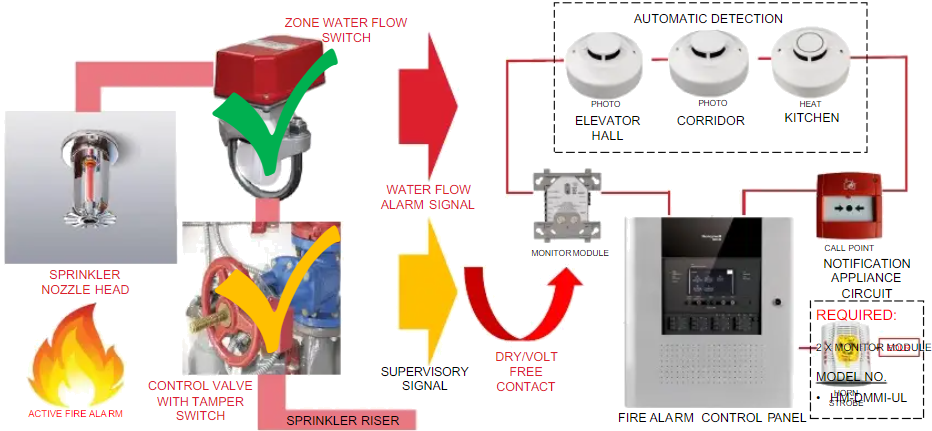 ZONE WATER FLOW
SWITCH
AUTOMATIC DETECTION
PHOTO
ELEVATOR
HALL
PHOTO
CORRIDOR
HEAT
KITCHEN
WATER FLOW
ALARM SIGNAL
MONITOR MODULE
CALL POINT
NOTIFICATION
APPLIANCE
CIRCUIT
SPRINKLER
NOZZLE HEAD
REQUIRED:
2 X MONITOR MODULE
MODEL NO.
• HM-DMMI-UL
HORN
STROBE
DRY/VOLT
FREE
CONTACT
SUPERVISORY
SIGNAL
CONTROL VALVE
WITH TAMPER
SWITCH
ACTIVE FIRE ALARM
SPRINKLER RISER
FIRE ALARM CONTROL PANEL